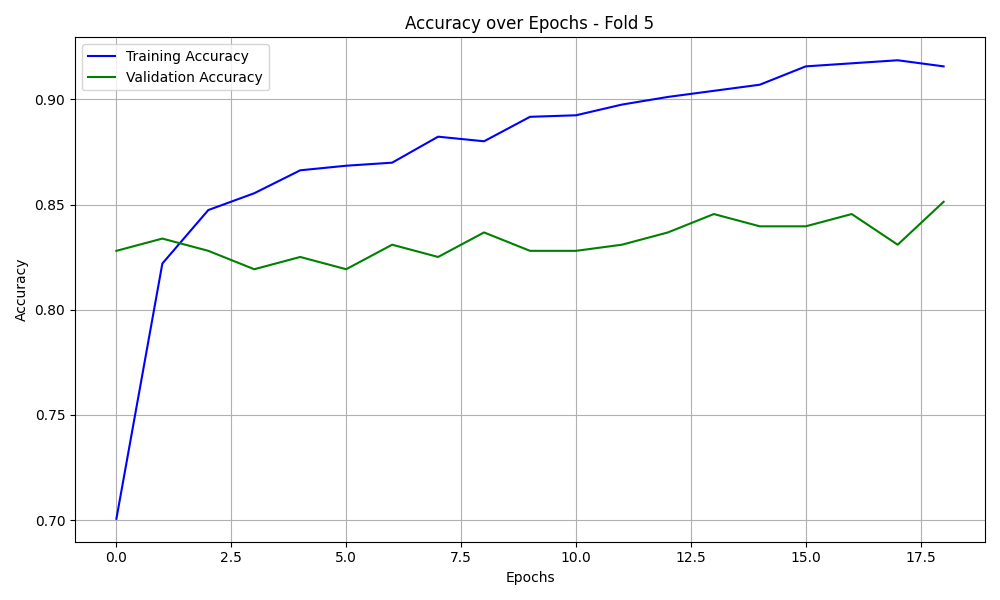 Accuracy over Epochs - Fold 5
Training Accuracy
Validation Accuracy
Accuracy
0.90
0.85
0.80
0.75
0.70
0.0 2.5 5.0 7.5 10.0 12.5 15.0 17.5
Epochs